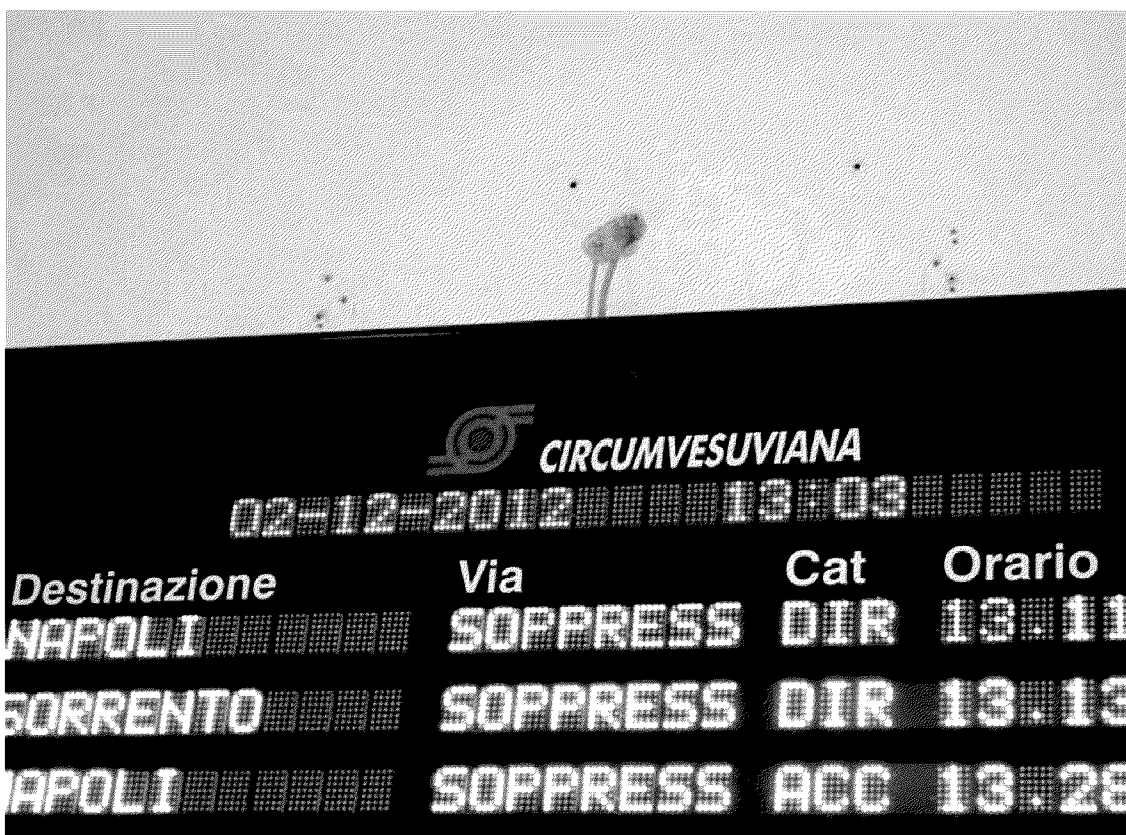 CIRCUMVESUVIANA
02-12-2012 13:03
Destinazione Via Cat Orario
NAPOLI SOPPRESS DIR 13.11
SORRENTO SOPPRESS DIR 13.13
NAPOLI SOPPRESS ACC 13.28